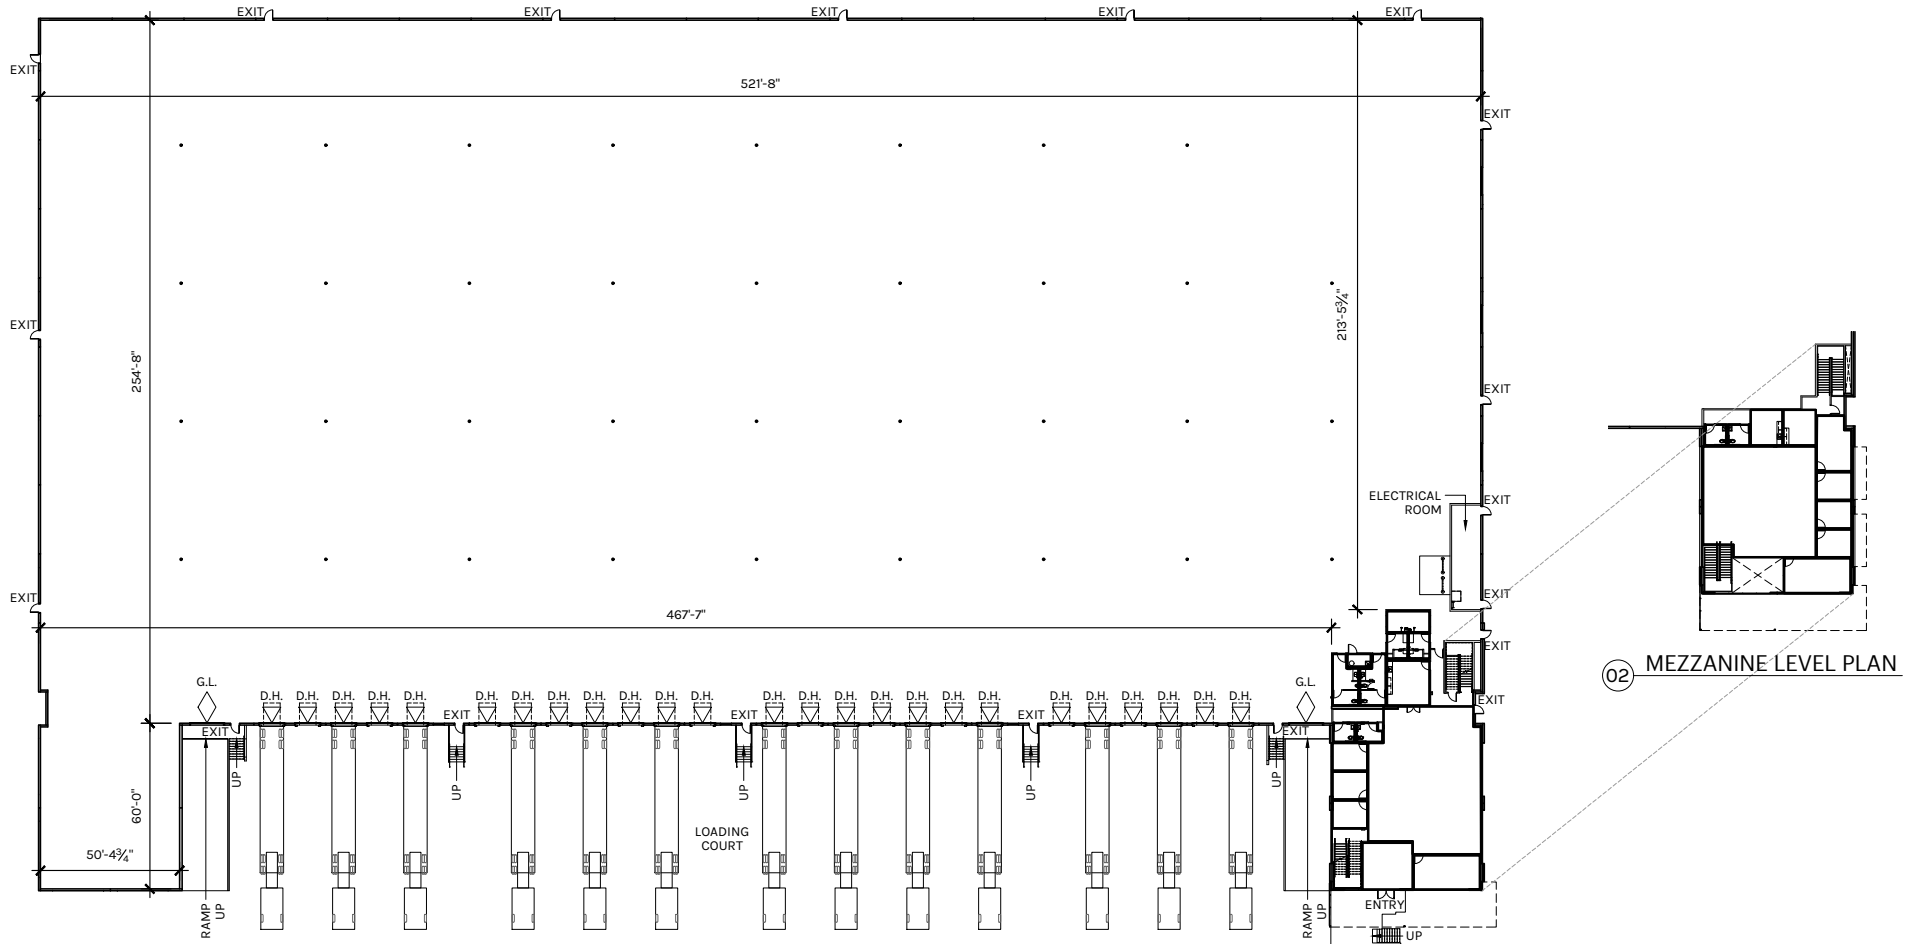 EXIT EXIT EXIT EXIT EXIT
EXIT
521'-8"
EXIT
EXIT
254'-8"
213'-5¾"
EXIT
ELECTRICAL
ROOM
EXIT
EXIT
EXIT
467'-7"
EXIT
02 MEZZANINE LEVEL PLAN
G.L. D.H. D.H. D.H. D.H. D.H. D.H. D.H. D.H. D.H. D.H. D.H. D.H. D.H. D.H. D.H. D.H. D.H. D.H. D.H. D.H. D.H. D.H. D.H. D.H. D.H. G.L.
EXIT
EXIT EXIT EXIT EXIT EXIT
UP UP UP UP UP
60'-0"
LOADING
COURT
50'-4¾"
RAMP
UP
RAMP
UP
ENTRY
UP